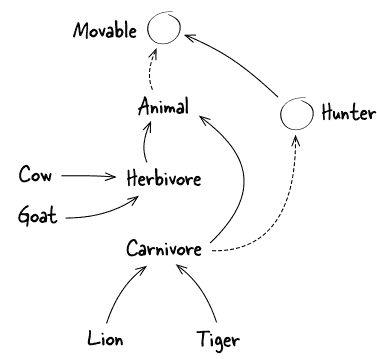 Movable
Animal
Hunter
Cow
Herbivore
Goat
Carnivore
Lion
Tiger